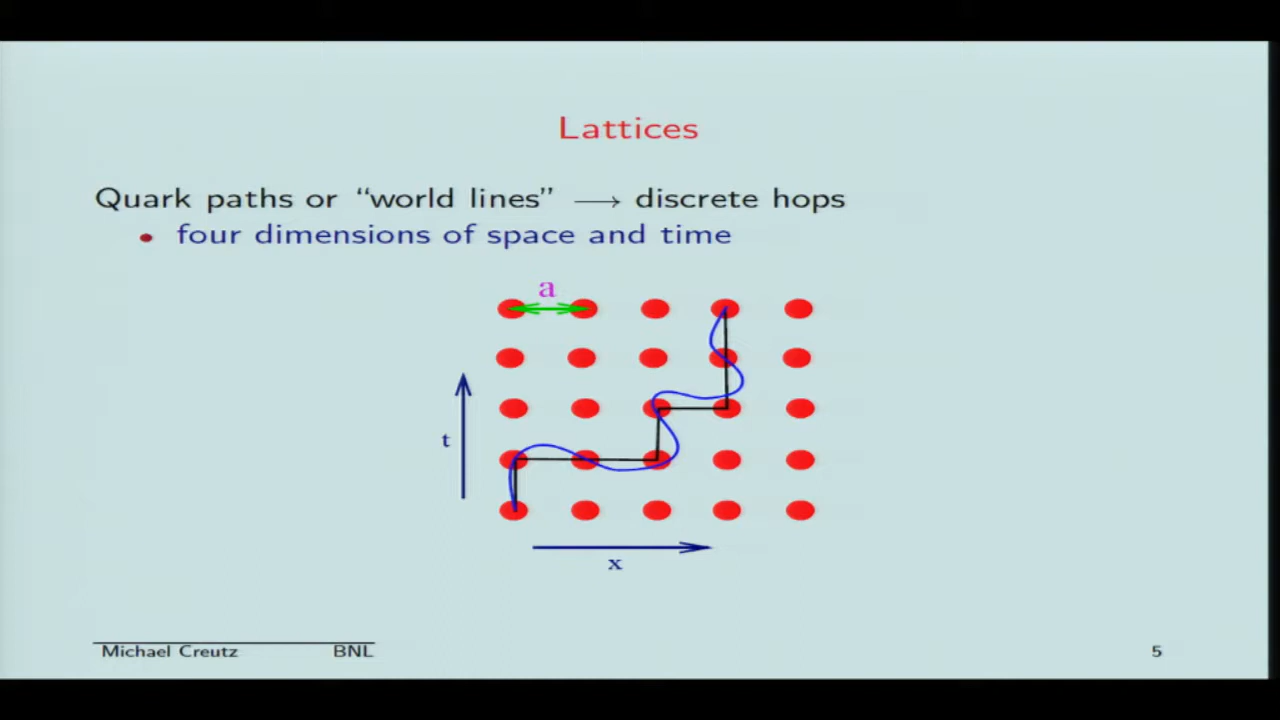 Lattices
Quark paths or “world lines” ⟶ discrete hops
• four dimensions of space and time
a
t
x
Michael Creutz BNL 5